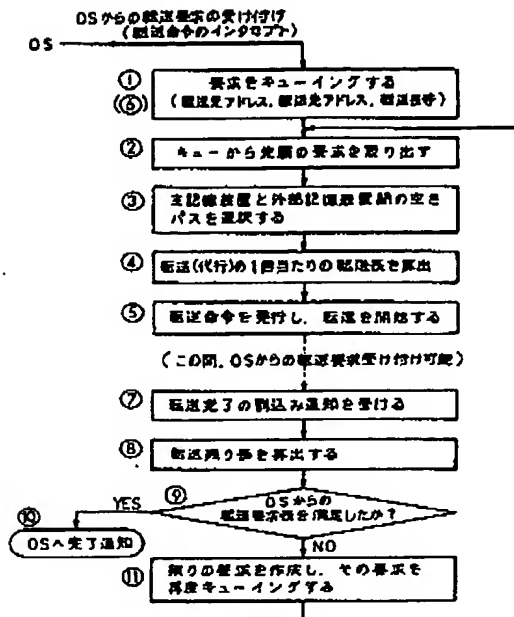 OSからの転送要求の受け付け
(転送命令のインタセプト)
OS
① 要求をキューイングする
(⑥) (転送元アドレス, 転送先アドレス, 転送長等)
② キューから先頭の要求を取り出す
③ 主記憶装置と外部記憶装置間の空き
パスを選択する
④ 転送(代行)の1回当たりの転送長を算出
⑤ 転送命令を発行し, 転送を開始する
(この間, OSからの転送要求受け付け可能)
⑦ 転送完了の割込み通知を受ける
⑧ 転送残り長を算出する
⑨ OSからの
転送要求長を満足したか?
YES
⑩ OSへ完了通知
NO
⑪ 残りの要求を作成し, その要求を
再度キューイングする